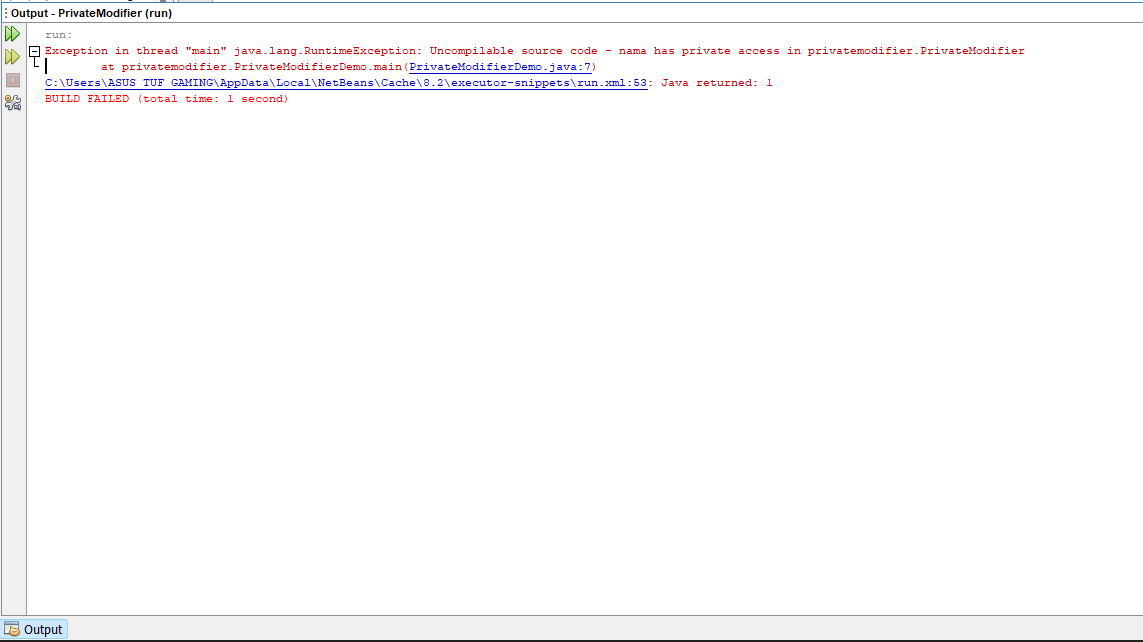 Output - PrivateModifier (run)
run:
Exception in thread "main" java.lang.RuntimeException: Uncompilable source code - nama has private access in privatemodifier.PrivateModifier
at privatemodifier.PrivateModifierDemo.main(PrivateModifierDemo.java:7)
C:\Users\ASUS TUF GAMING\AppData\Local\NetBeans\Cache\8.2\executor-snippets\run.xml:53: Java returned: 1
BUILD FAILED (total time: 1 second)
Output